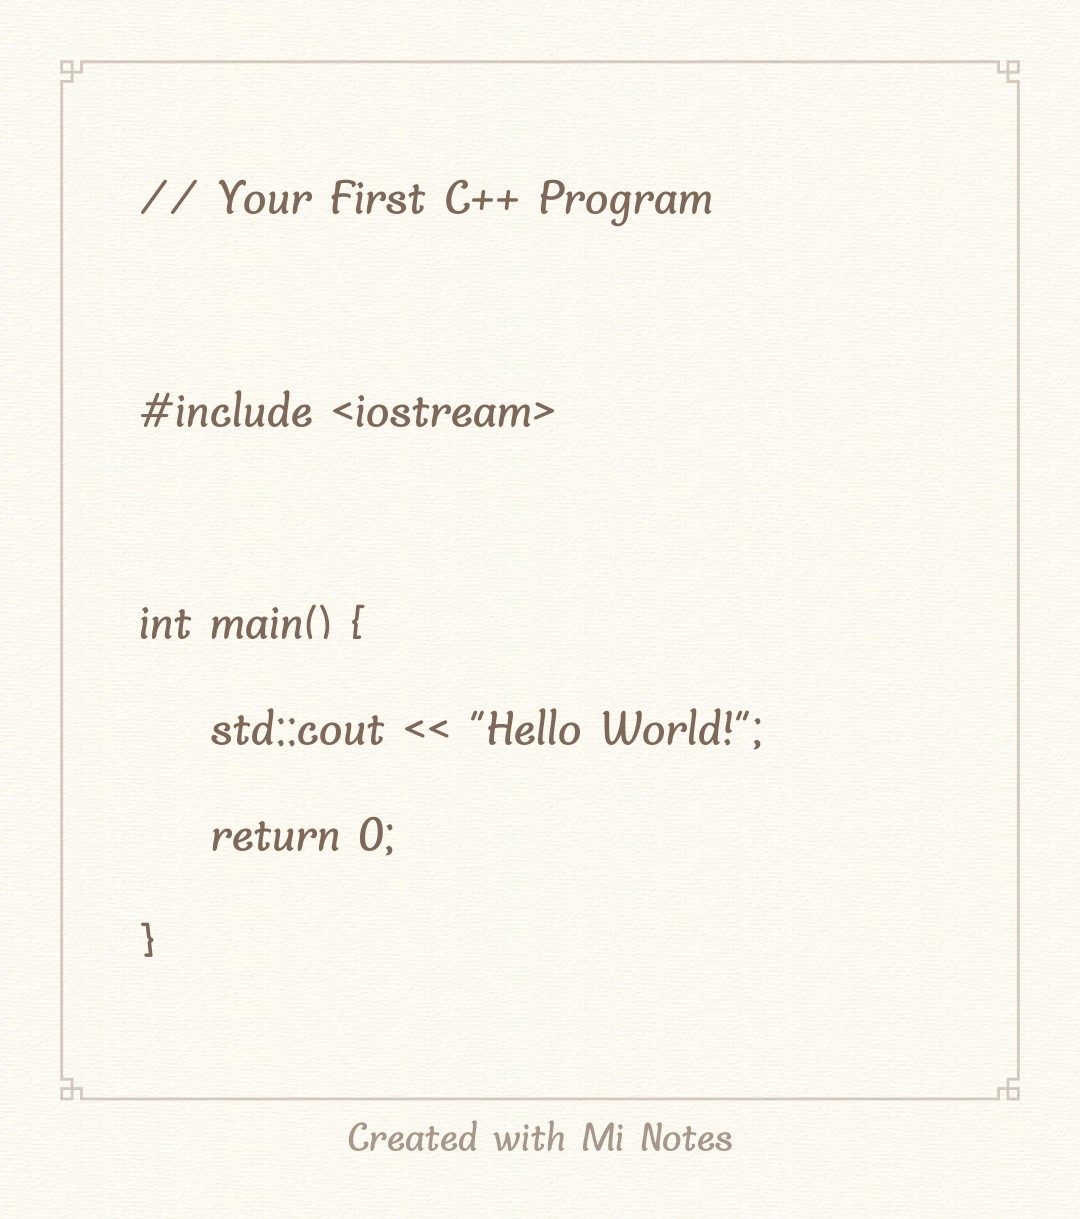 // Your First C++ Program
#include <iostream>
int main() {
std::cout << "Hello World!";
return 0;
}
Created with Mi Notes